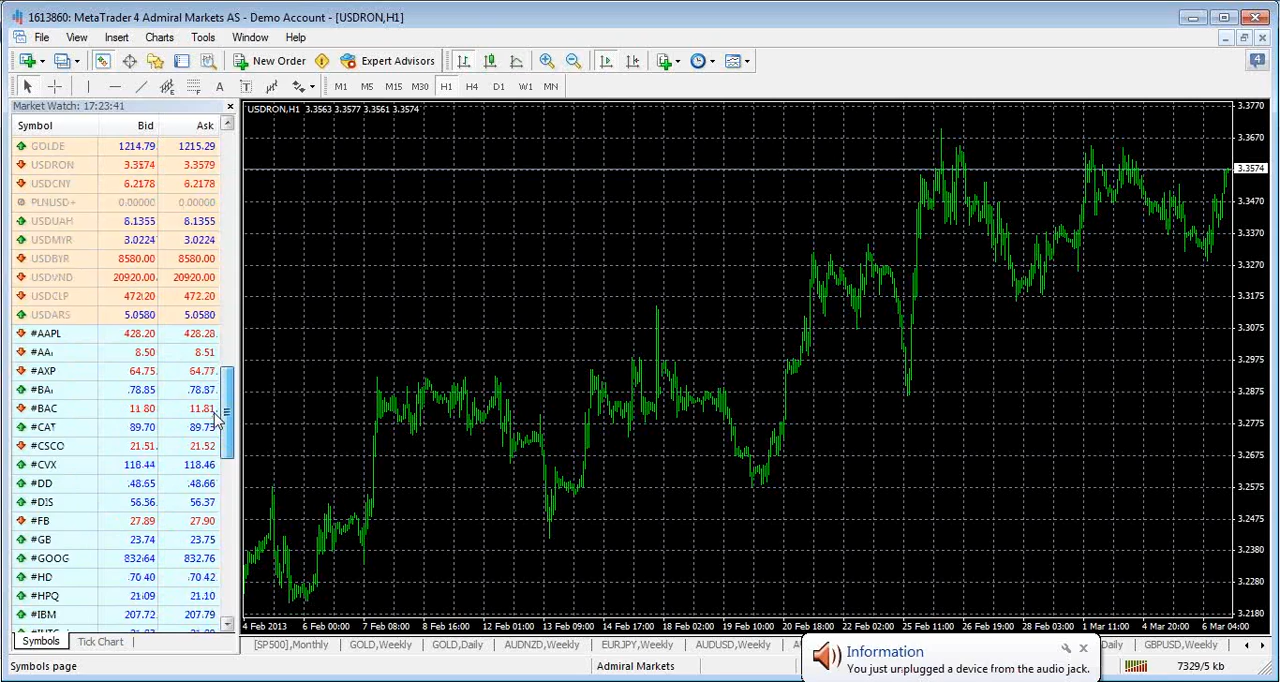 1613860: MetaTrader 4 Admiral Markets AS - Demo Account - [USDRON,H1]
File View Insert Charts Tools Window Help
New Order Expert Advisors 4
A T M1 M5 M15 M30 H1 H4 D1 W1 MN
Market Watch: 17:23:41
Symbol Bid Ask
GOLDE 1214.79 1215.29
USDRON 3.3574 3.3579
USDCNY 6.2178 6.2178
PLNUSD+ 0.00000 0.00000
USDUAH 8.1355 8.1355
USDMYR 3.0224 3.0224
USDBYR 8580.00 8580.00
USDVND 20920.00 20920.00
USDCLP 472.20 472.20
USDARS 5.0580 5.0580
#AAPL 428.20 428.28
#AA 8.50 8.51
#AXP 64.75 64.77
#BA 78.85 78.87
#BAC 11.80 11.81
#CAT 89.70 89.73
#CSCO 21.51 21.52
#CVX 118.44 118.46
#DD 48.65 48.66
#DIS 56.36 56.37
#FB 27.89 27.90
#GB 23.74 23.75
#GOOG 832.64 832.76
#HD 70.40 70.42
#HPQ 21.09 21.10
#IBM 207.72 207.79
Symbols Tick Chart
USDRON,H1 3.3563 3.3577 3.3561 3.3574
3.3770
3.3670
3.3574
3.3470
3.3370
3.3270
3.3175
3.3075
3.2975
3.2875
3.2775
3.2675
3.2575
3.2475
3.2380
3.2280
3.2180
4 Feb 2013 6 Feb 00:00 7 Feb 08:00 8 Feb 16:00 12 Feb 01:00 13 Feb 09:00 14 Feb 17:00 18 Feb 02:00 19 Feb 10:00 20 Feb 18:00 22 Feb 02:00 25 Feb 11:00 26 Feb 19:00 28 Feb 03:00 1 Mar 11:00 4 Mar 20:00 6 Mar 04:00
[SP500],Monthly GOLD,Weekly GOLD,Daily AUDNZD,Weekly EURJPY,Weekly AUDUSD,Weekly Daily GBPUSD,Weekly
Information
You just unplugged a device from the audio jack.
Symbols page Admiral Markets 7329/5 kb